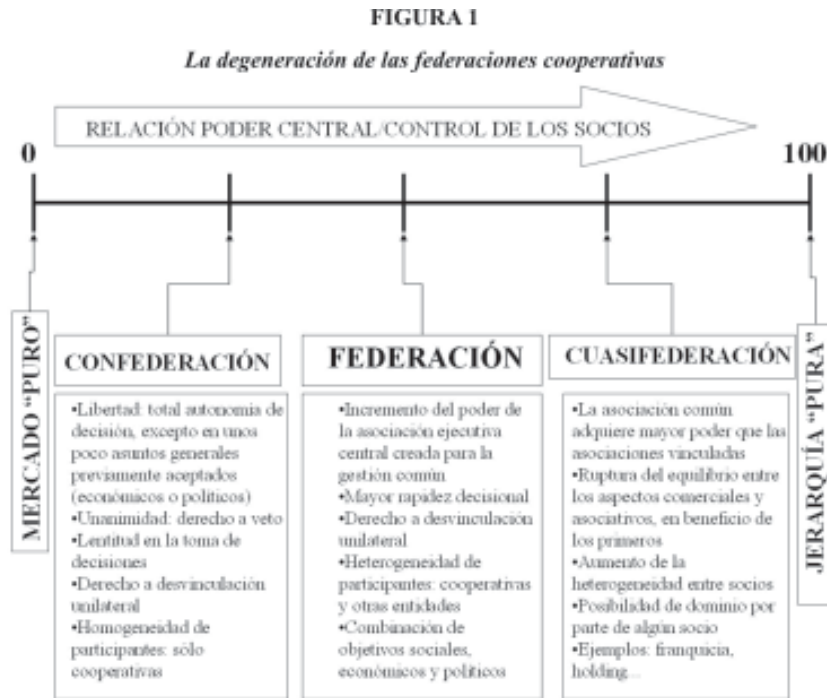 FIGURA 1
La degeneración de las federaciones cooperativas
RELACIÓN PODER CENTRAL/CONTROL DE LOS SOCIOS
0
100
MERCADO “PURO”
CONFEDERACIÓN
•Libertad: total autonomia de
decisión, excepto en unos
poco asuntos generales
previamente aceptados
(económicos o políticos)
•Unanimidad: derecho a veto
•Lentitud en la toma de
decisiones
•Derecho a desvinculación
unilateral
•Homogeneidad de
participantes: sólo
cooperativas
FEDERACIÓN
•Incremento del poder de
la asociación ejecutiva
central creada para la
gestión común
•Mayor rapidez decisional
•Derecho a desvinculación
unilateral
•Heterogeneidad de
participantes: cooperativas
y otras entidades
•Combinación de
objetivos sociales,
económicos y políticos
CUASIFEDERACIÓN
•La asociación común
adquiere mayor poder que las
asociaciones vinculadas
•Ruptura del equilibrio entre
los aspectos comerciales y
asociativos, en beneficio de
los primeros
•Aumento de la
heterogeneidad entre socios
•Posibilidad de dominio por
parte de algún socio
•Ejemplos: franquicia,
holding...
JERARQUÍA “PURA”